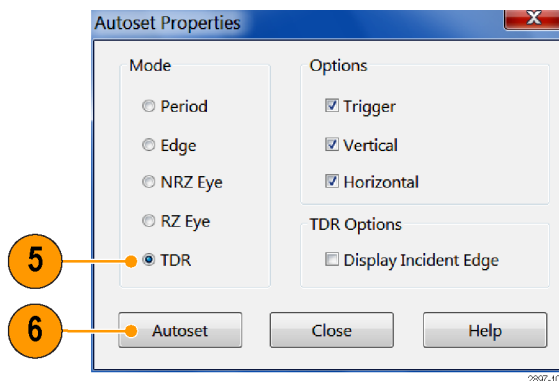 Autoset Properties
X
Mode
Period
Edge
NRZ Eye
RZ Eye
TDR
Options
Trigger
Vertical
Horizontal
TDR Options
Display Incident Edge
5
6
Autoset
Close
Help